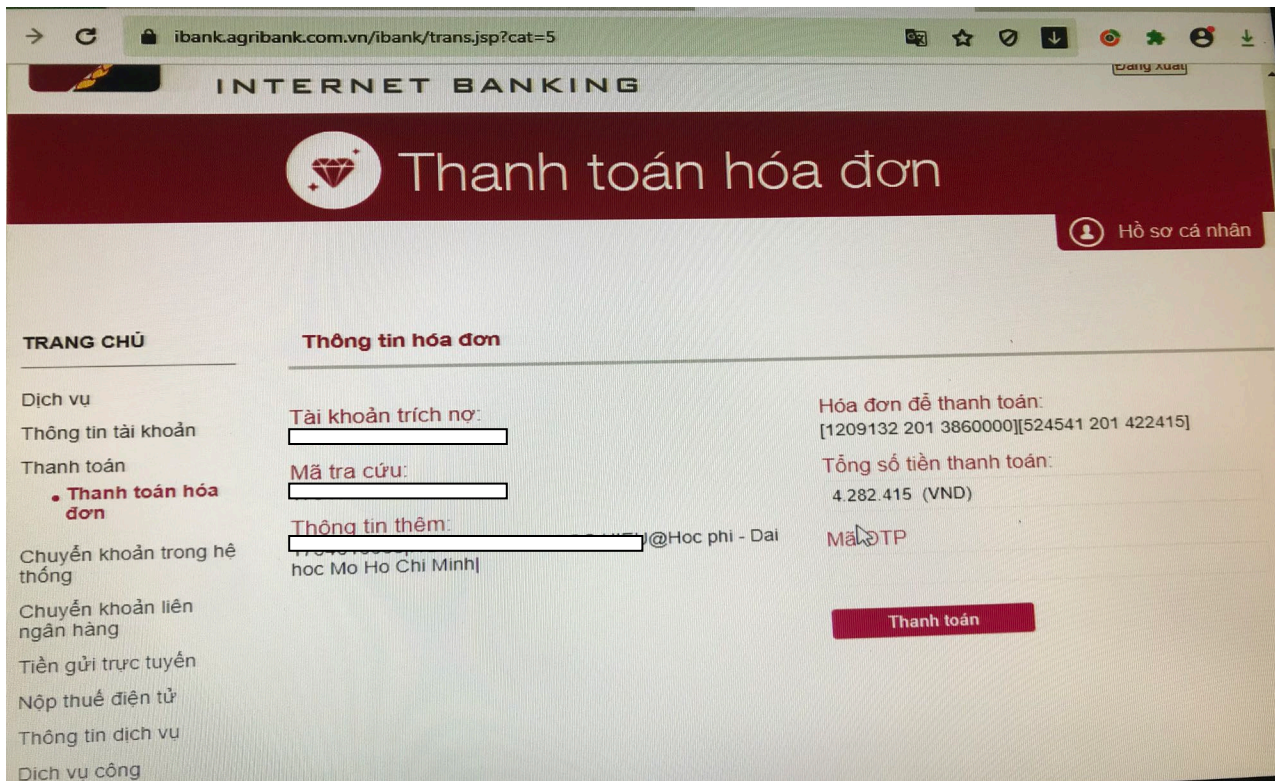 ibank.agribank.com.vn/ibank/trans.jsp?cat=5
INTERNET BANKING
Đăng xuất
Thanh toán hóa đơn
Hồ sơ cá nhân
TRANG CHỦ
Dịch vụ
Thông tin tài khoản
Thanh toán
• Thanh toán hóa
đơn
Chuyển khoản trong hệ
thống
Chuyển khoản liên
ngân hàng
Tiền gửi trực tuyến
Nộp thuế điện tử
Thông tin dịch vụ
Dịch vụ công
Thông tin hóa đơn
Tài khoản trích nợ:
Mã tra cứu:
Thông tin thêm:
@Hoc phi - Dai
hoc Mo Ho Chi Minh|
Hóa đơn để thanh toán:
[1209132 201 3860000][524541 201 422415]
Tổng số tiền thanh toán:
4.282.415 (VND)
Mã OTP
Thanh toán